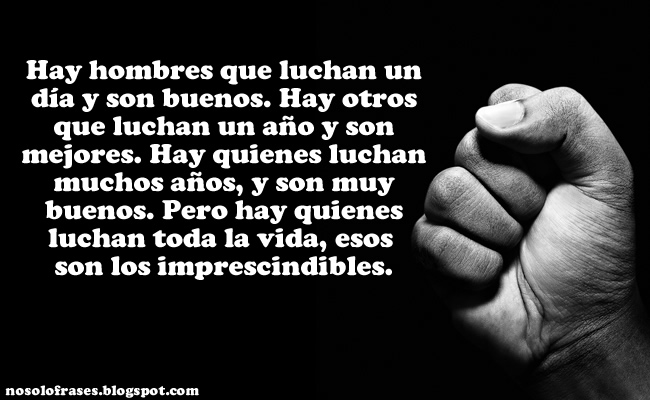 Hay hombres que luchan un
día y son buenos. Hay otros
que luchan un año y son
mejores. Hay quienes luchan
muchos años, y son muy
buenos. Pero hay quienes
luchan toda la vida, esos
son los imprescindibles.
nosolofrases.blogspot.com